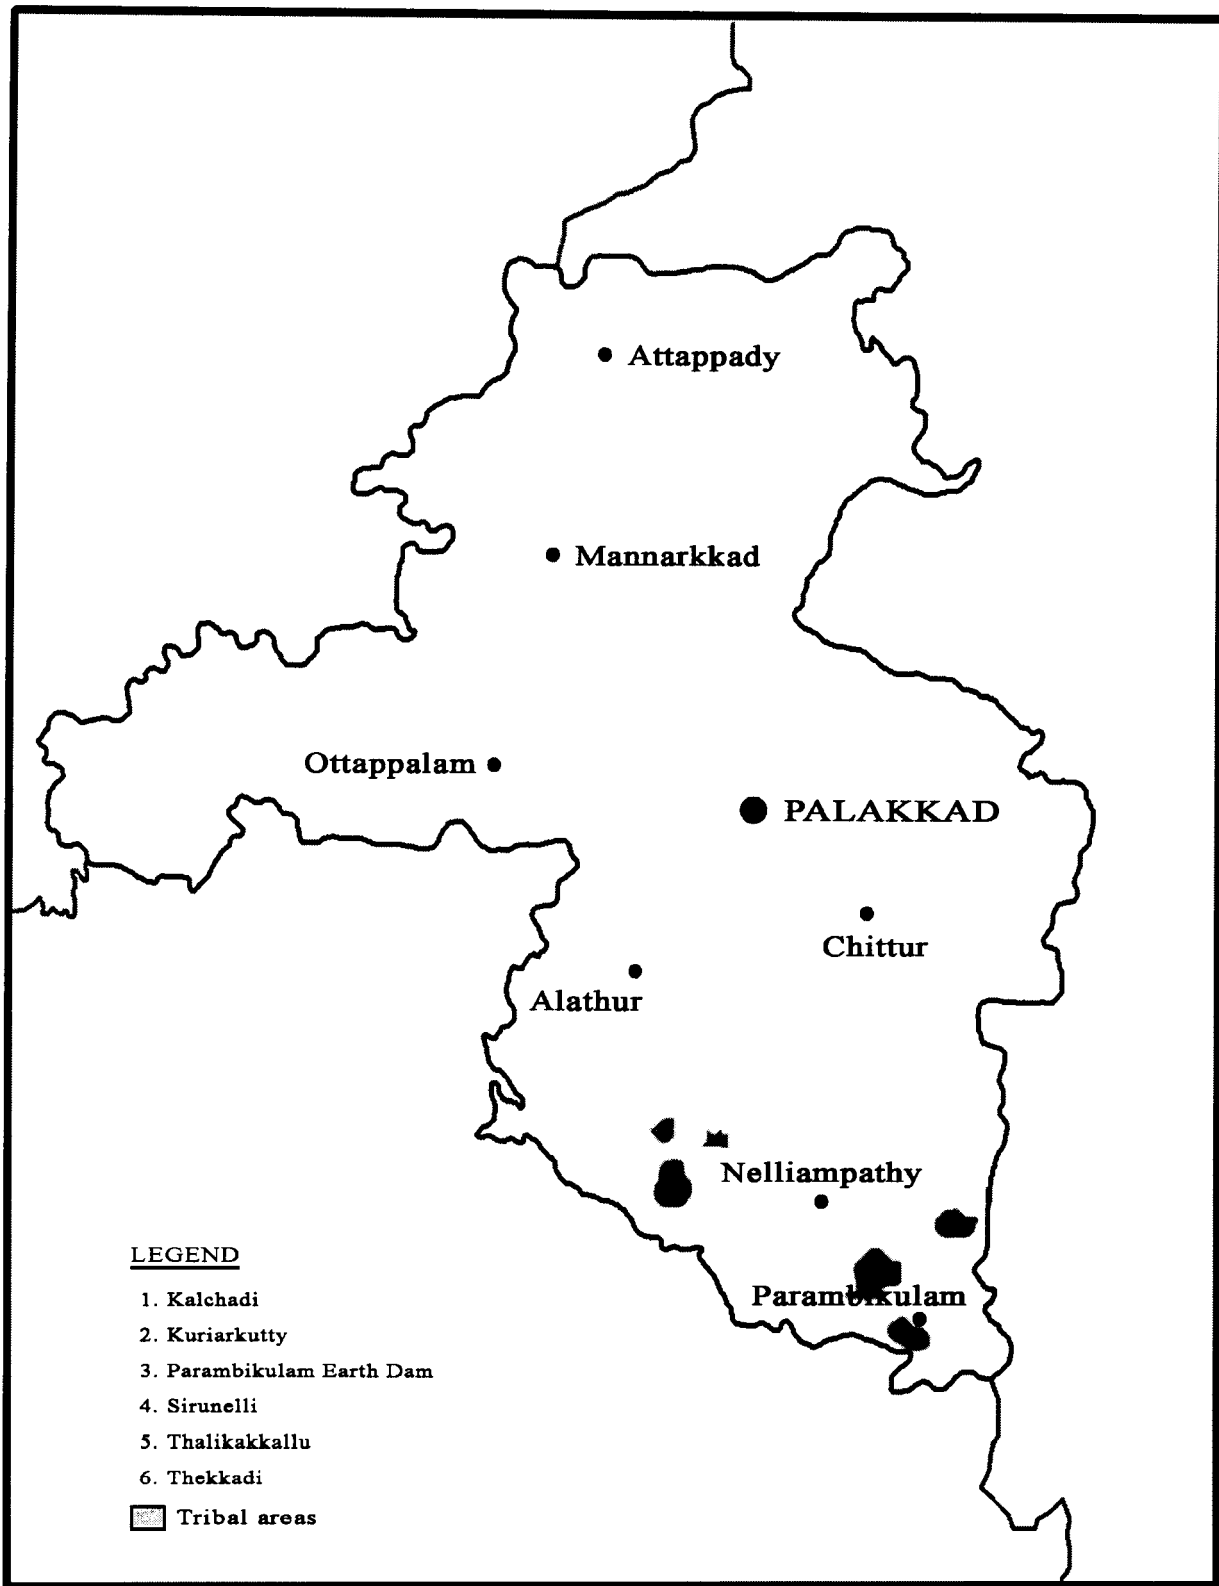 Attappady
Mannarkkad
Ottappalam
PALAKKAD
Chittur
Alathur
Nelliampathy
Parambikulam
LEGEND
1. Kalchadi
2. Kuriarkutty
3. Parambikulam Earth Dam
4. Sirunelli
5. Thalikakkallu
6. Thekkadi
Tribal areas